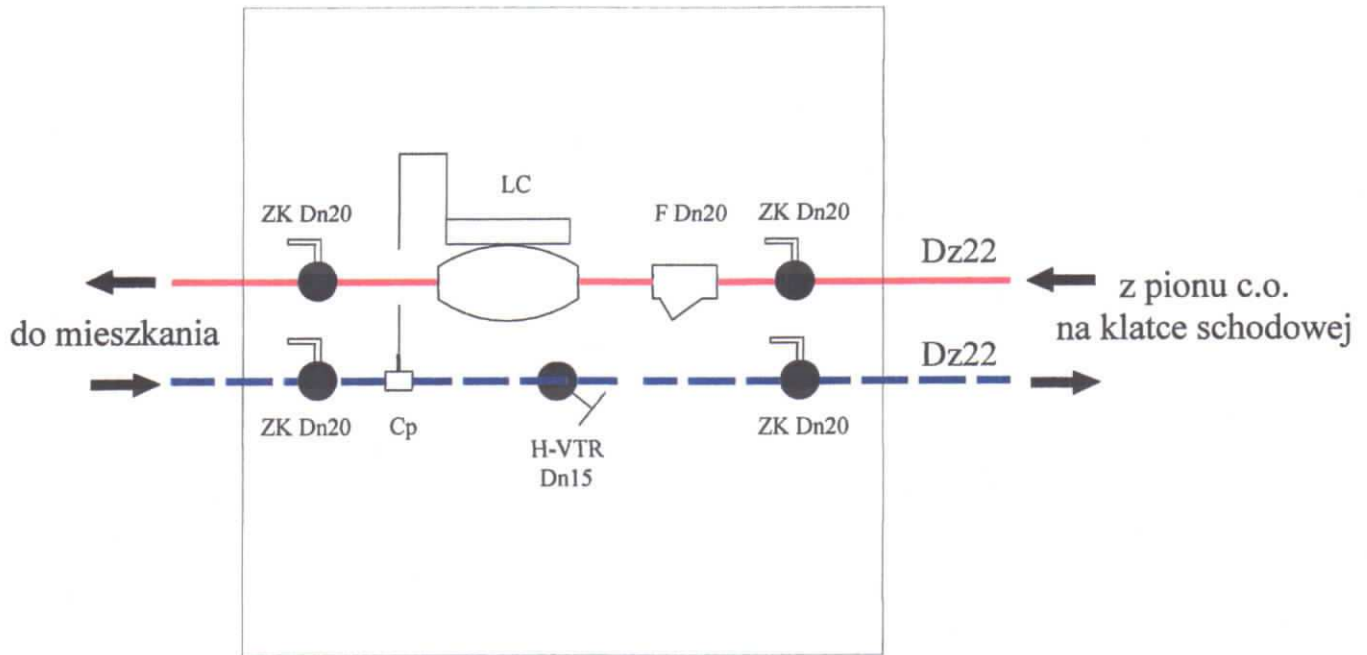 LC
ZK Dn20
F Dn20
ZK Dn20
Dz22
do mieszkania
z pionu c.o.
na klatce schodowej
Dz22
ZK Dn20
Cp
H-VTR
Dn15
ZK Dn20